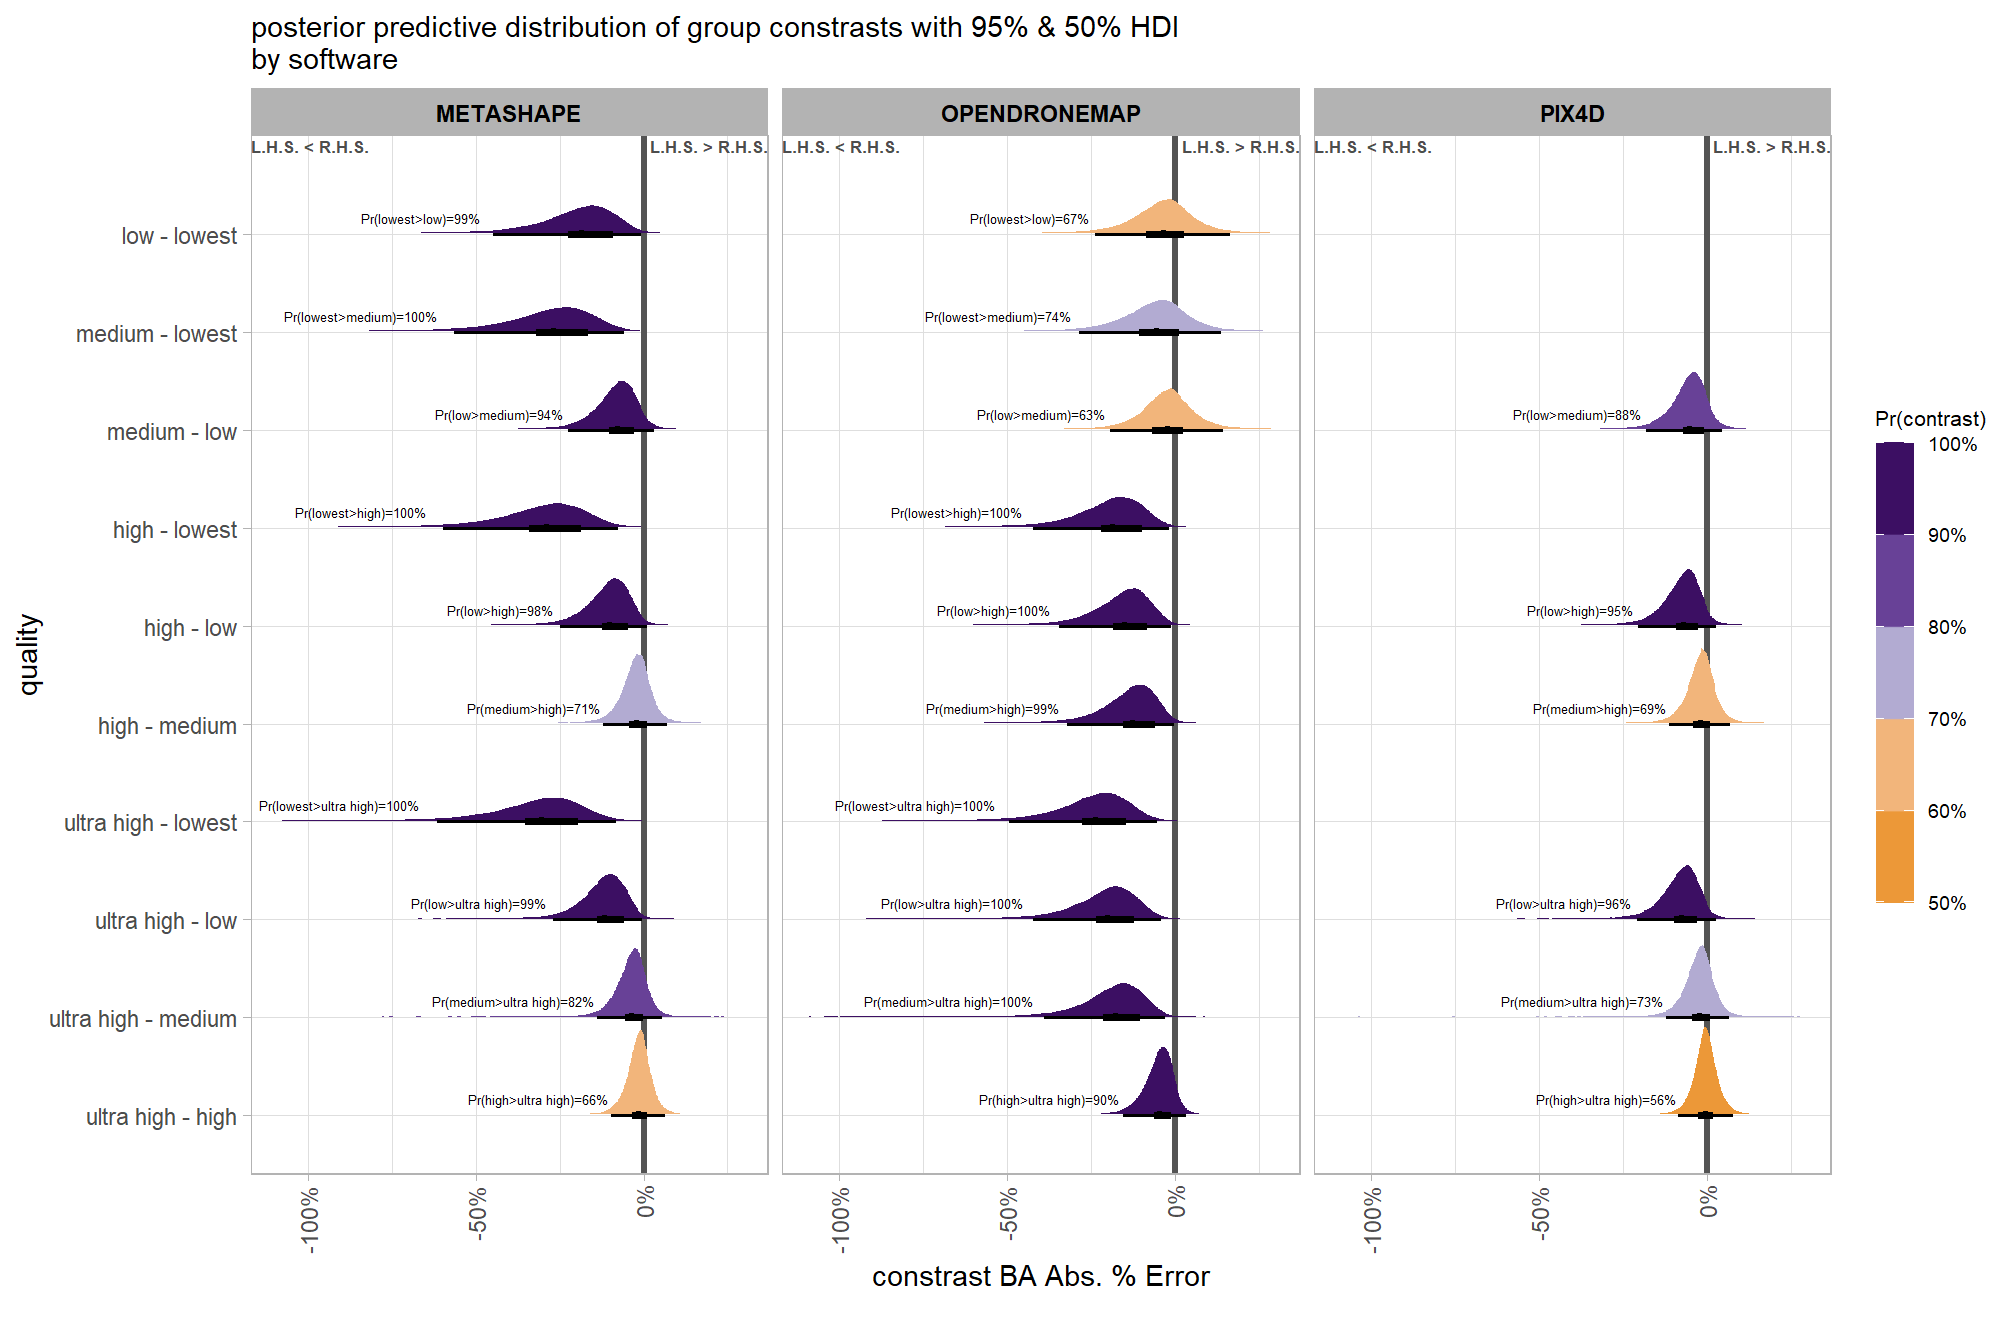 posterior predictive distribution of group constrasts with 95% & 50% HDI
by software
METASHAPE
OPENDRONEMAP
PIX4D
L.H.S. < R.H.S.
L.H.S. > R.H.S.
L.H.S. < R.H.S.
L.H.S. > R.H.S.
L.H.S. < R.H.S.
L.H.S. > R.H.S.
quality
low - lowest
Pr(lowest>low)=99%
Pr(lowest>low)=67%
medium - lowest
Pr(lowest>medium)=100%
Pr(lowest>medium)=74%
medium - low
Pr(low>medium)=94%
Pr(low>medium)=63%
Pr(low>medium)=88%
high - lowest
Pr(lowest>high)=100%
Pr(lowest>high)=100%
high - low
Pr(low>high)=98%
Pr(low>high)=100%
Pr(low>high)=95%
high - medium
Pr(medium>high)=71%
Pr(medium>high)=99%
Pr(medium>high)=69%
ultra high - lowest
Pr(lowest>ultra high)=100%
Pr(lowest>ultra high)=100%
ultra high - low
Pr(low>ultra high)=99%
Pr(low>ultra high)=100%
Pr(low>ultra high)=96%
ultra high - medium
Pr(medium>ultra high)=82%
Pr(medium>ultra high)=100%
Pr(medium>ultra high)=73%
ultra high - high
Pr(high>ultra high)=66%
Pr(high>ultra high)=90%
Pr(high>ultra high)=56%
-100%
-50%
0%
-100%
-50%
0%
-100%
-50%
0%
constrast BA Abs. % Error
Pr(contrast)
100%
90%
80%
70%
60%
50%